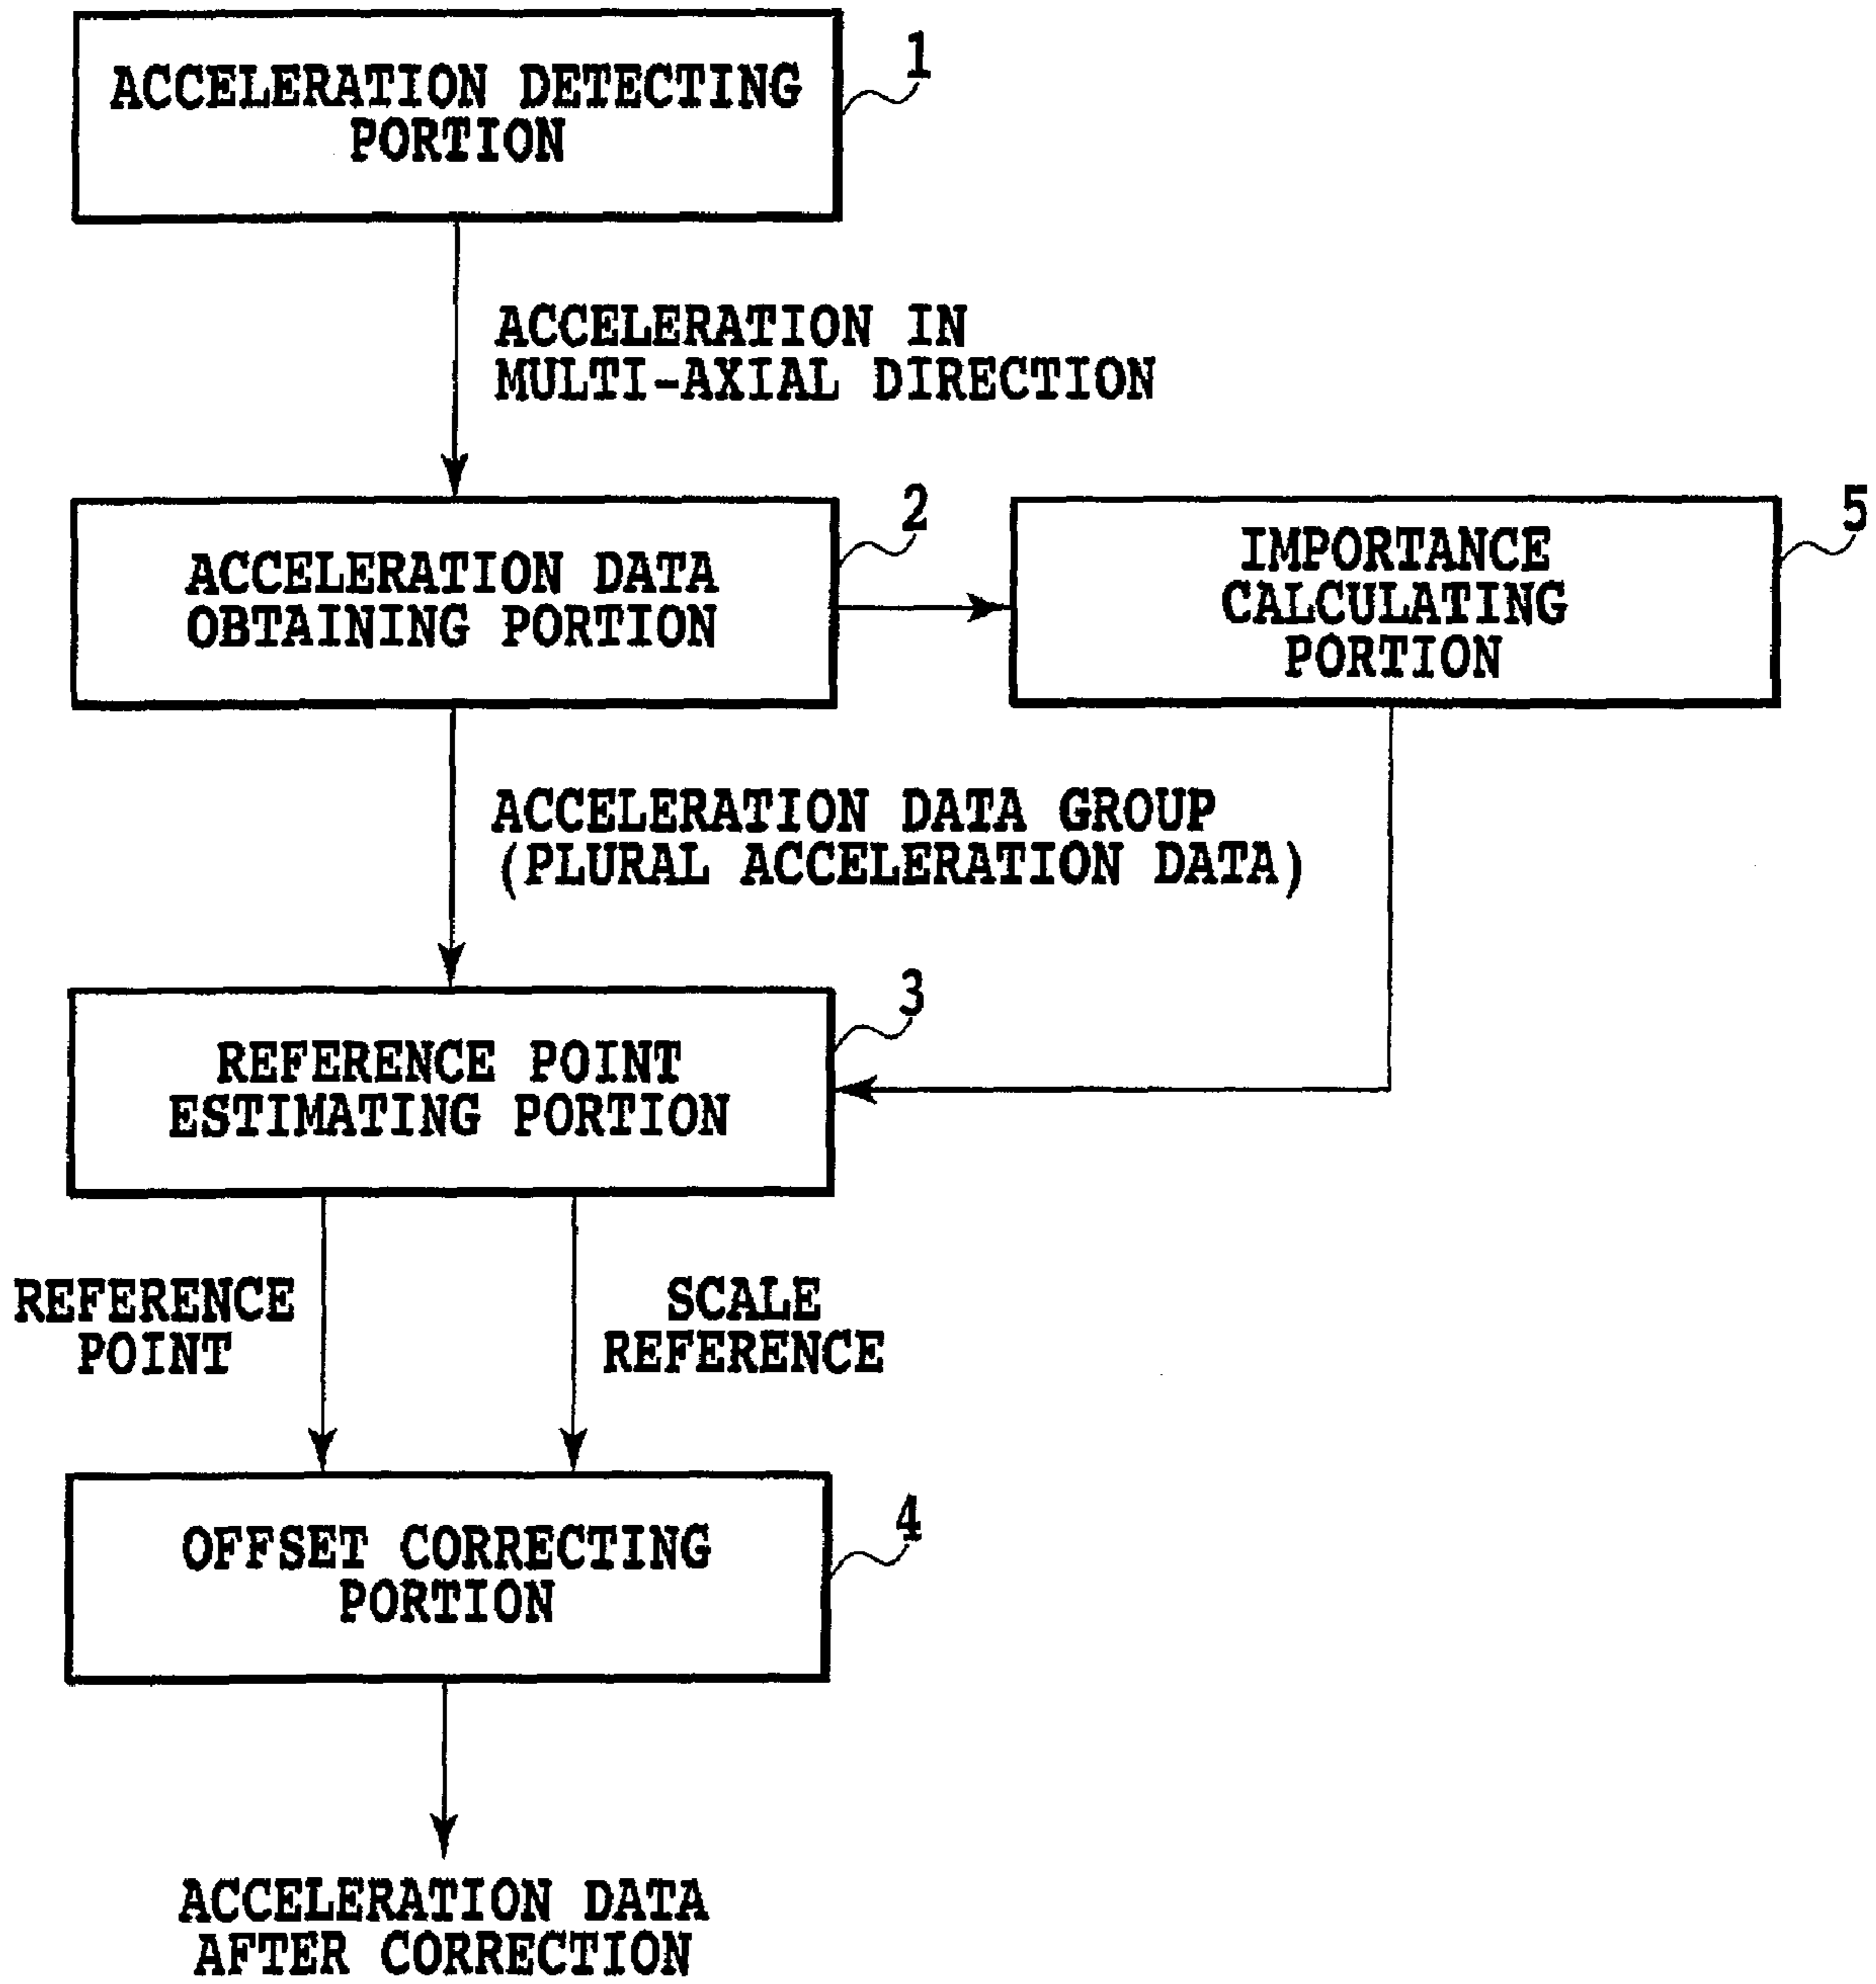 ACCELERATION DETECTING
PORTION
1
ACCELERATION IN
MULTI-AXIAL DIRECTION
ACCELERATION DATA
OBTAINING PORTION
2
IMPORTANCE
CALCULATING
PORTION
5
ACCELERATION DATA GROUP
(PLURAL ACCELERATION DATA)
REFERENCE POINT
ESTIMATING PORTION
3
REFERENCE
POINT
SCALE
REFERENCE
OFFSET CORRECTING
PORTION
4
ACCELERATION DATA
AFTER CORRECTION